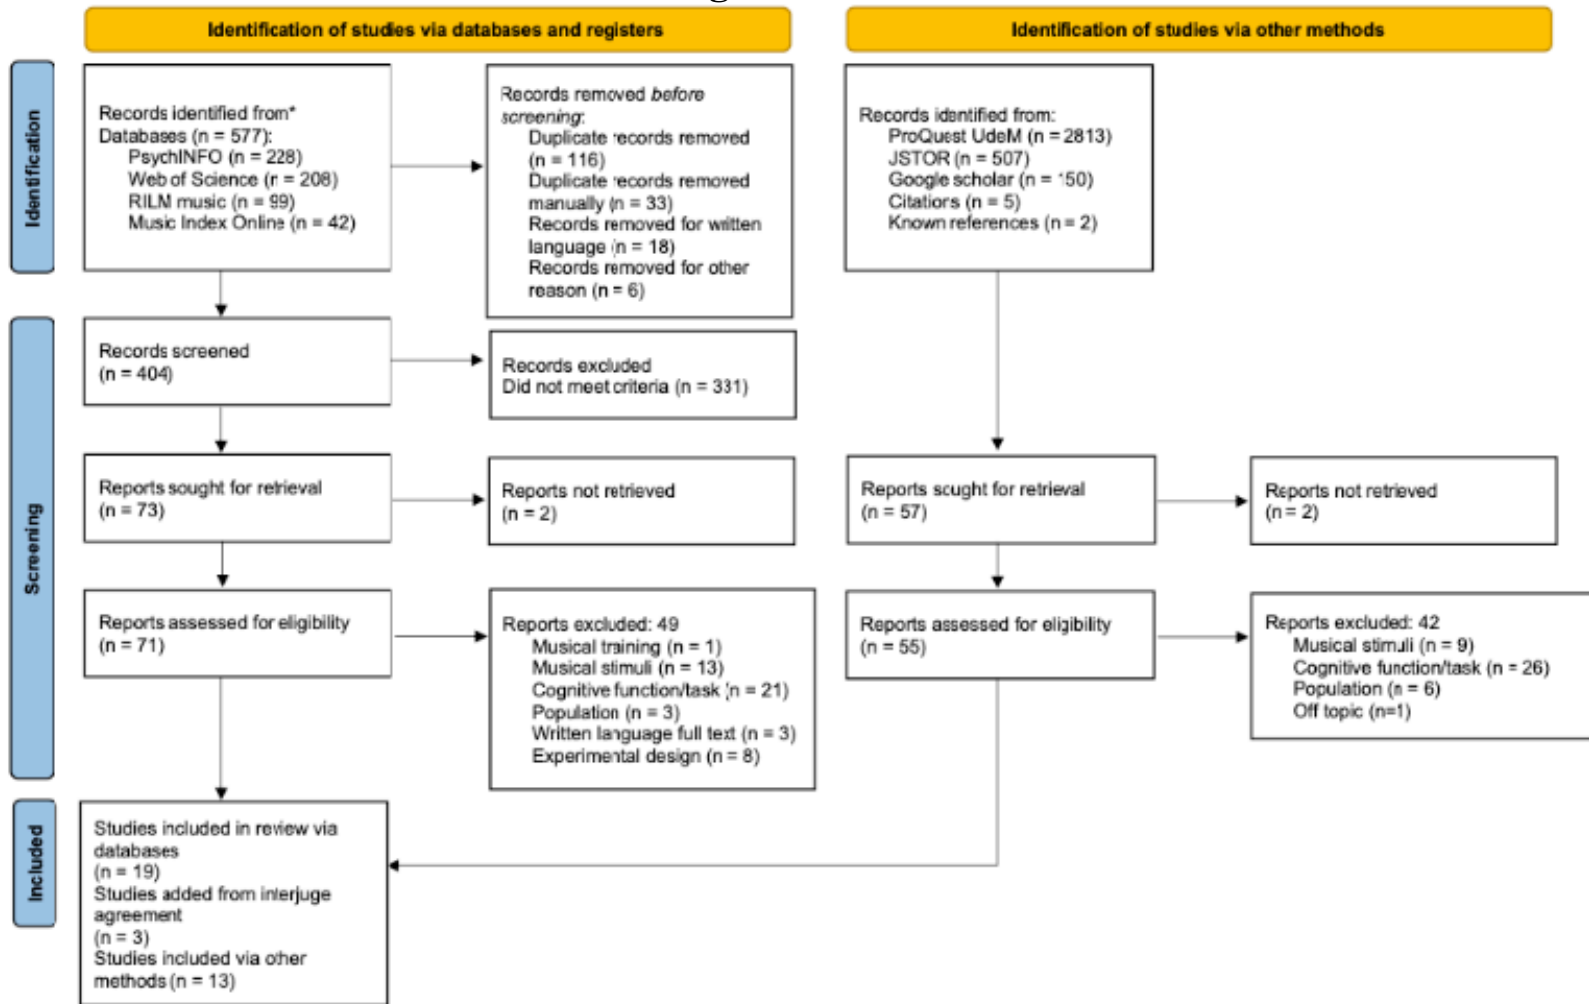 Identification of studies via databases and registers
Identification of studies via other methods
Identification
Records identified from*
Databases (n = 577):
PsychINFO (n = 228)
Web of Science (n = 208)
RILM music (n = 99)
Music Index Online (n = 42)
Records removed before
screening:
Duplicate records removed
(n = 116)
Duplicate records removed
manually (n = 33)
Records removed for written
language (n = 18)
Records removed for other
reason (n = 6)
Records identified from:
ProQuest UdeM (n = 2813)
JSTOR (n = 507)
Google scholar (n = 150)
Citations (n = 5)
Known references (n = 2)
Screening
Records screened
(n = 404)
Records excluded
Did not meet criteria (n = 331)
Reports sought for retrieval
(n = 73)
Reports not retrieved
(n = 2)
Reports sought for retrieval
(n = 57)
Reports not retrieved
(n = 2)
Reports assessed for eligibility
(n = 71)
Reports excluded: 49
Musical training (n = 1)
Musical stimuli (n = 13)
Cognitive function/task (n = 21)
Population (n = 3)
Written language full text (n = 3)
Experimental design (n = 8)
Reports assessed for eligibility
(n = 55)
Reports excluded: 42
Musical stimuli (n = 9)
Cognitive function/task (n = 26)
Population (n = 6)
Off topic (n=1)
Included
Studies included in review via
databases
(n = 19)
Studies added from interjuge
agreement
(n = 3)
Studies included via other
methods (n = 13)